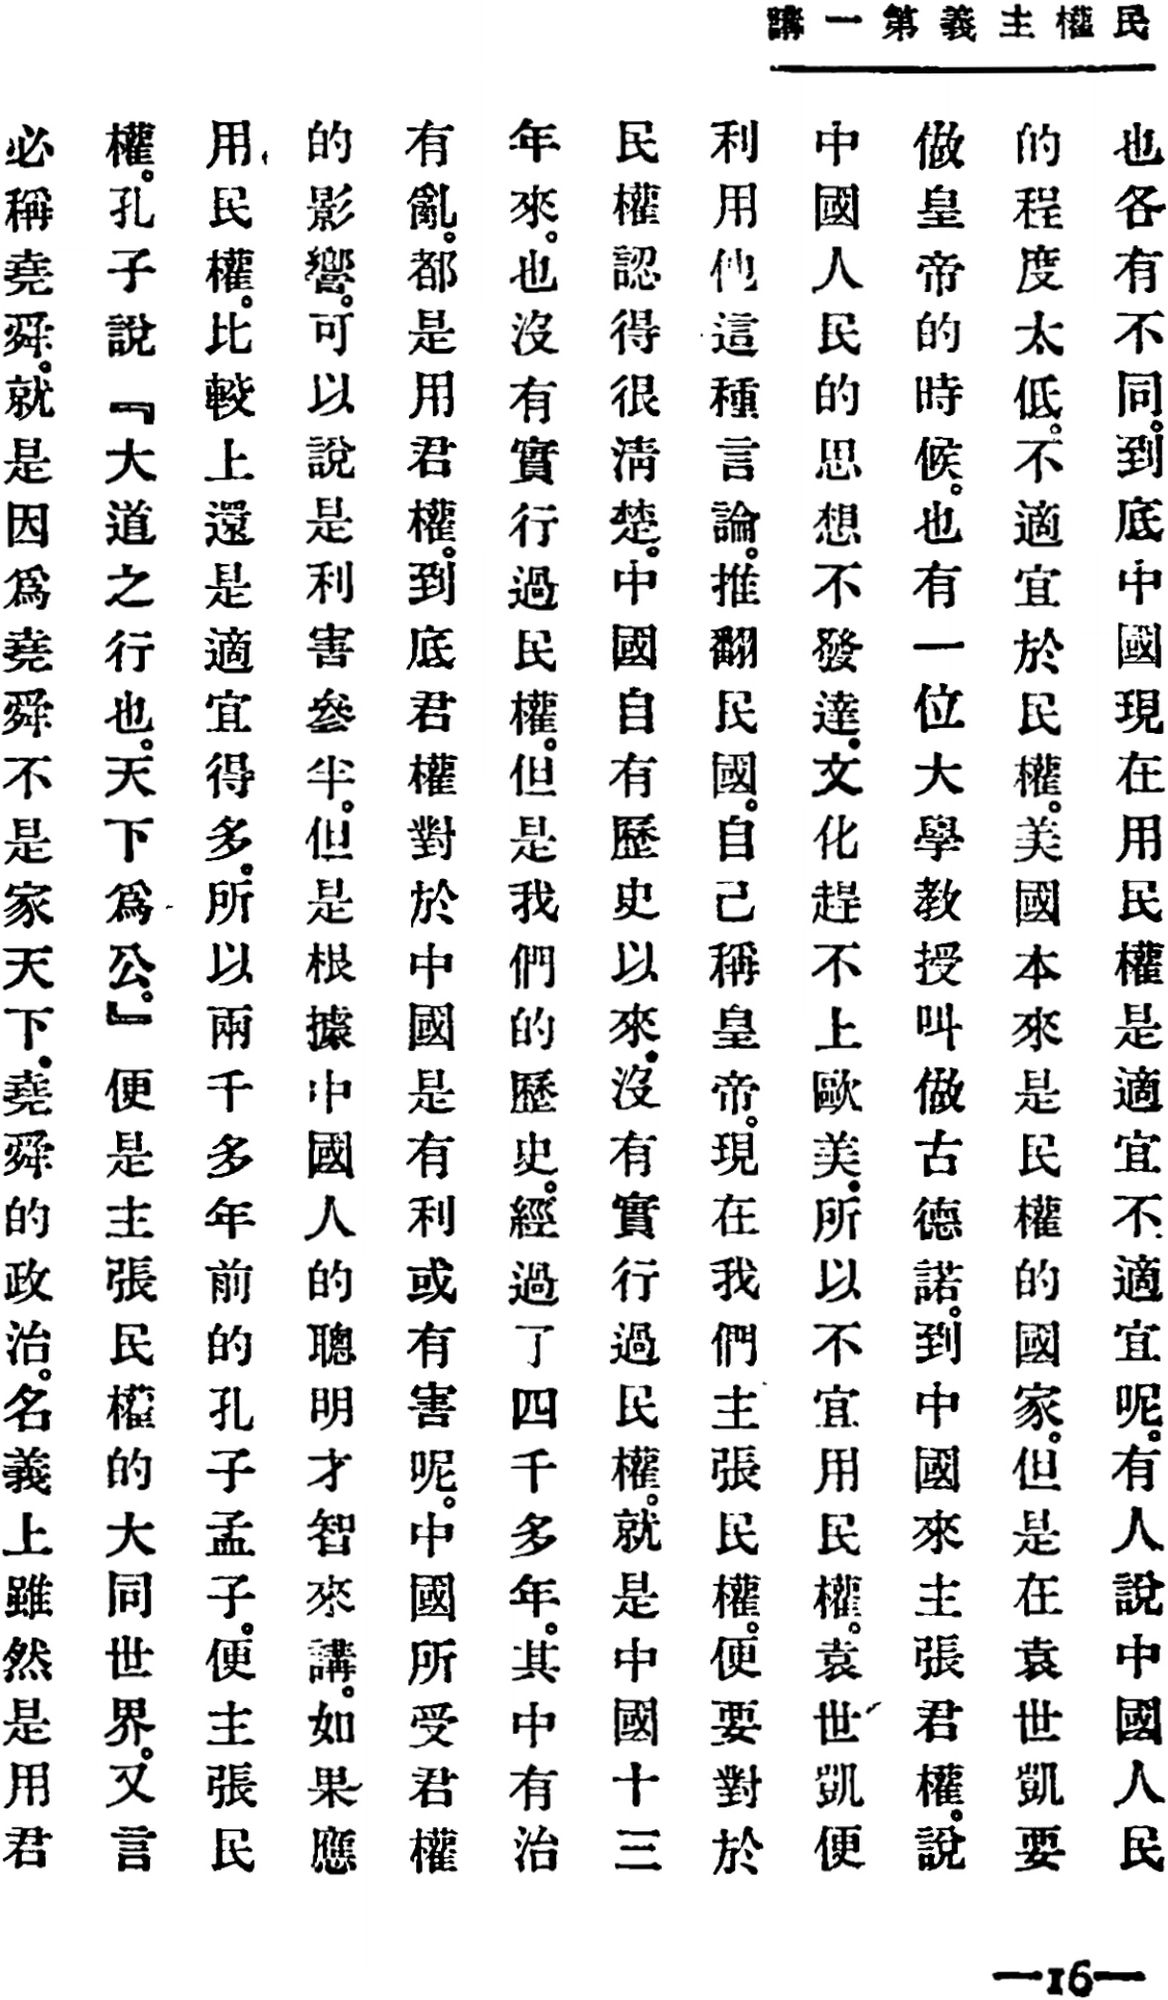 民權主義第一講
也各有不同。到底中國現在用民權是適宜不適宜呢。有人說中國人民
的程度太低。不適宜於民權。美國本來是民權的國家。但是在袁世凱要
做皇帝的時候。也有一位大學教授叫做古德諾。到中國來主張君權。說
中國人民的思想不發達。文化趕不上歐美。所以不宜用民權。袁世凱便
利用他這種言論。推翻民國。自己稱皇帝。現在我們主張民權。便要對於
民權認得很清楚。中國自有歷史以來。沒有實行過民權。就是中國十三
年來。也沒有實行過民權。但是我們的歷史。經過了四千多年。其中有治
有亂。都是用君權。到底君權對於中國是有利或有害呢。中國所受君權
的影響。可以說是利害參半。但是根據中國人的聰明才智來講。如果應
用民權。比較上還是適宜得多。所以兩千多年前的孔子孟子。便主張民
權。孔子說『大道之行也。天下爲公。』便是主張民權的大同世界。又言
必稱堯舜。就是因爲堯舜不是家天下。堯舜的政治。名義上雖然是用君
—16—